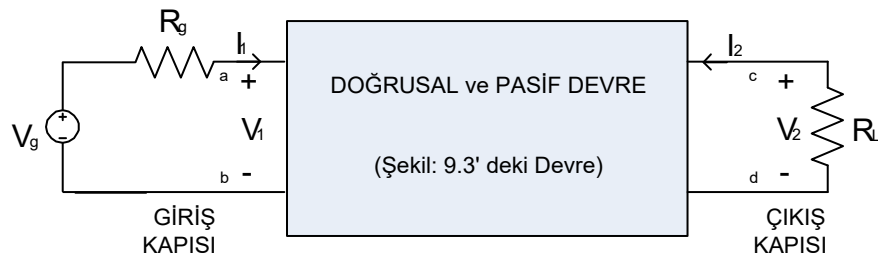 Rg
I1
I2
a
+
c
+
DOĞRUSAL ve PASİF DEVRE
Vg
+
-
V1
V2
RL
(Şekil: 9.3' deki Devre)
b
-
d
-
GİRİŞ
KAPISI
ÇIKIŞ
KAPISI